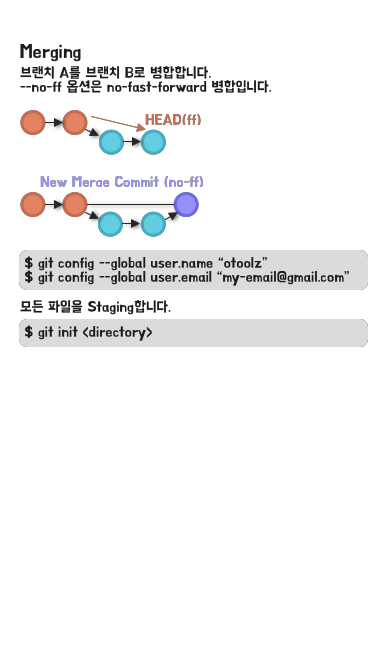 Merging
브랜치 A를 브랜치 B로 병합합니다.
--no-ff 옵션은 no-fast-forward 병합입니다.
HEAD(ff)
New Merae Commit (no-ff)
$ git config --global user.name “otoolz”
$ git config --global user.email “my-email@gmail.com”
모든 파일을 Staging합니다.
$ git init <directory>